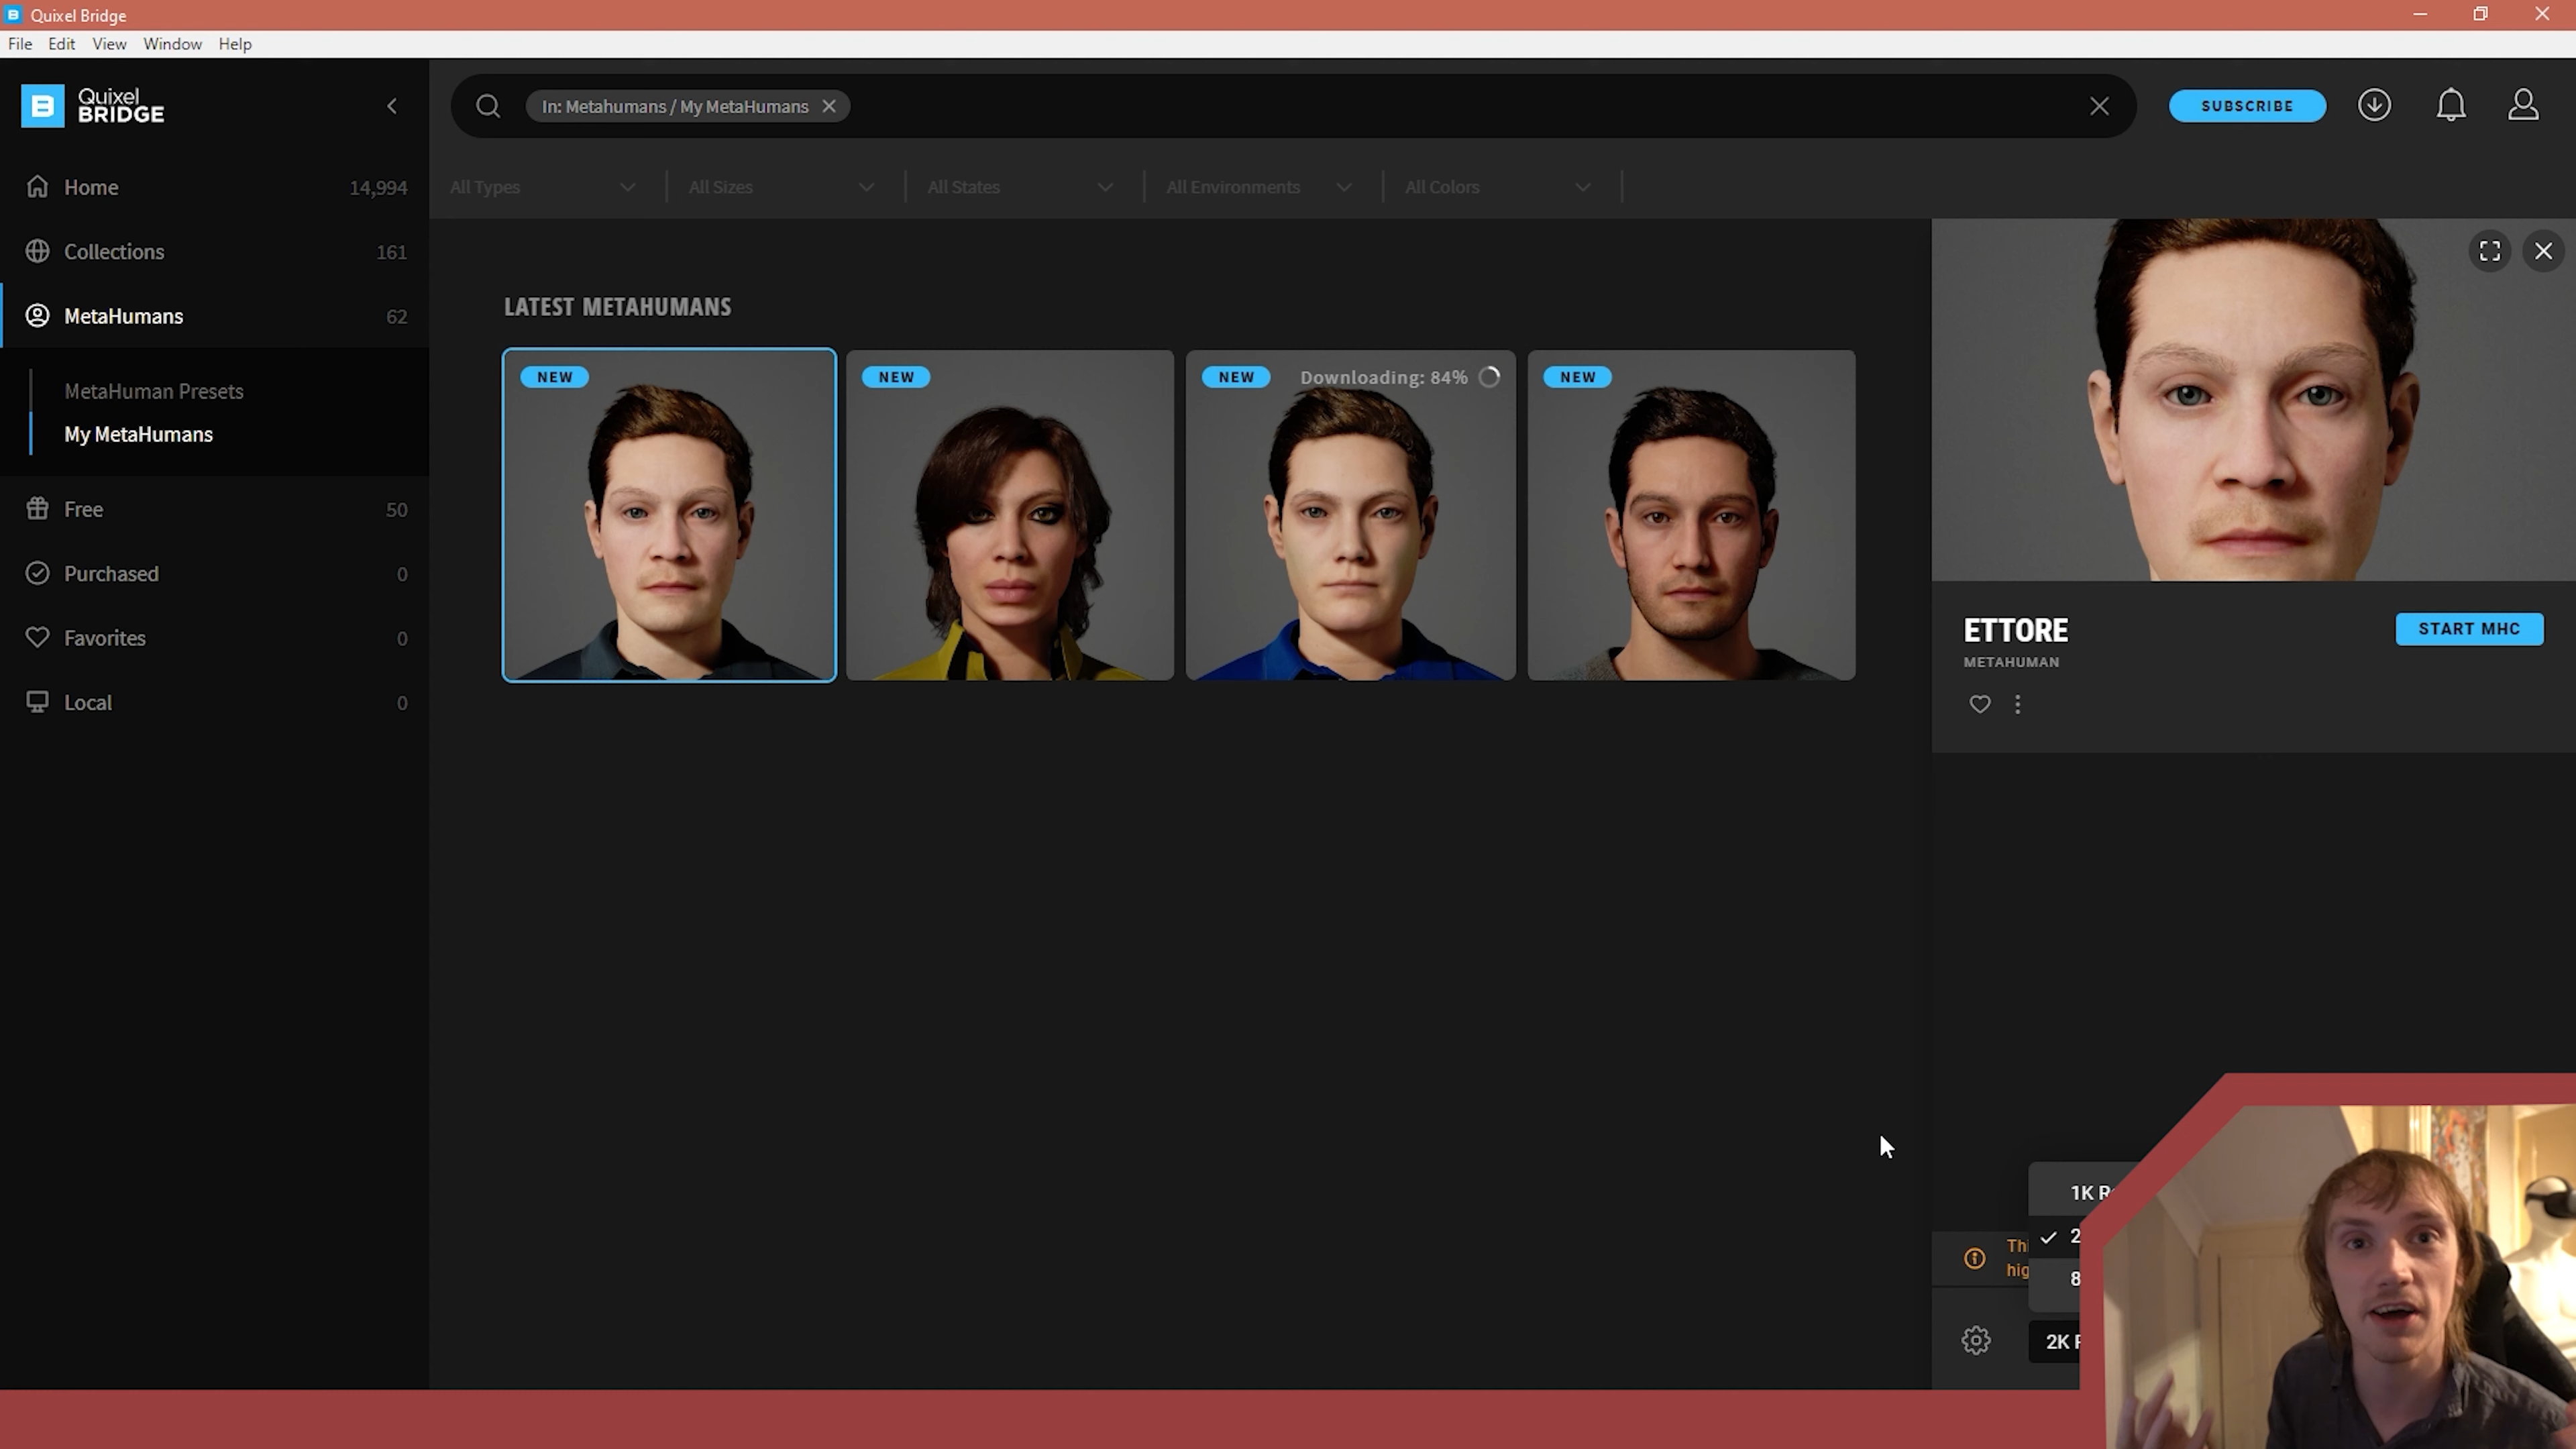 Quixel Bridge
File Edit View Window Help
Quixel
BRIDGE
In: Metahumans / My MetaHumans
SUBSCRIBE
Home 14,994
Collections 161
MetaHumans 62
MetaHuman Presets
My MetaHumans
Free 50
Purchased 0
Favorites 0
Local 0
All Types All Sizes All States All Environments All Colors
LATEST METAHUMANS
NEW
NEW
NEW Downloading: 84%
NEW
ETTORE
START MHC
METAHUMAN
1K
2K